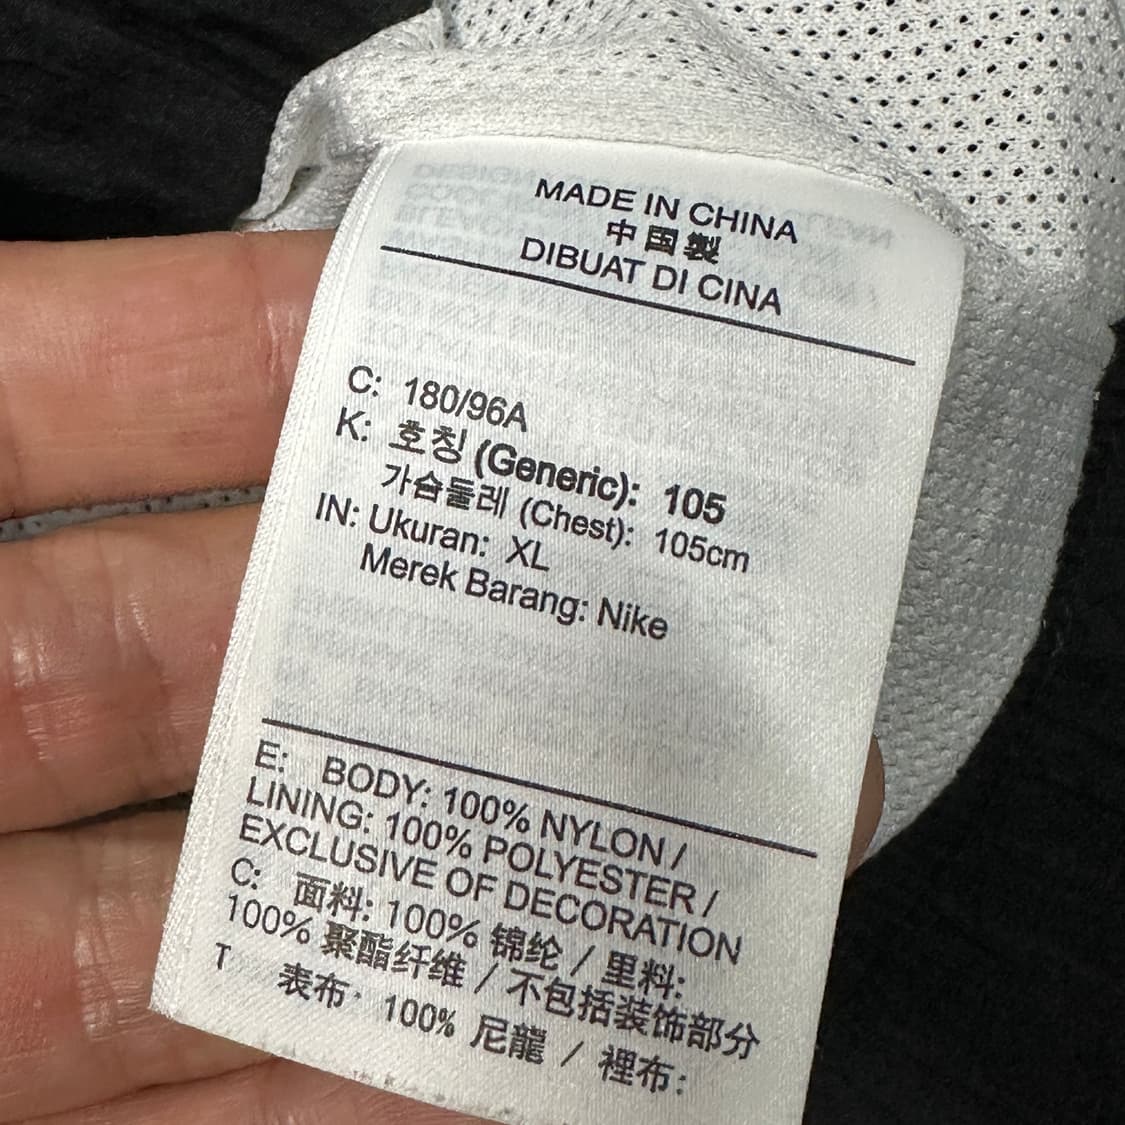 MADE IN CHINA
中国製
DIBUAT DI CINA
C: 180/96A
K: 호칭 (Generic): 105
가슴둘레 (Chest): 105cm
IN: Ukuran: XL
Merek Barang: Nike
E: BODY: 100% NYLON /
LINING: 100% POLYESTER /
EXCLUSIVE OF DECORATION
C: 面料: 100% 锦纶 / 里料:
100% 聚酯纤维 / 不包括装饰部分
T 表布: 100% 尼龍 / 裡布: